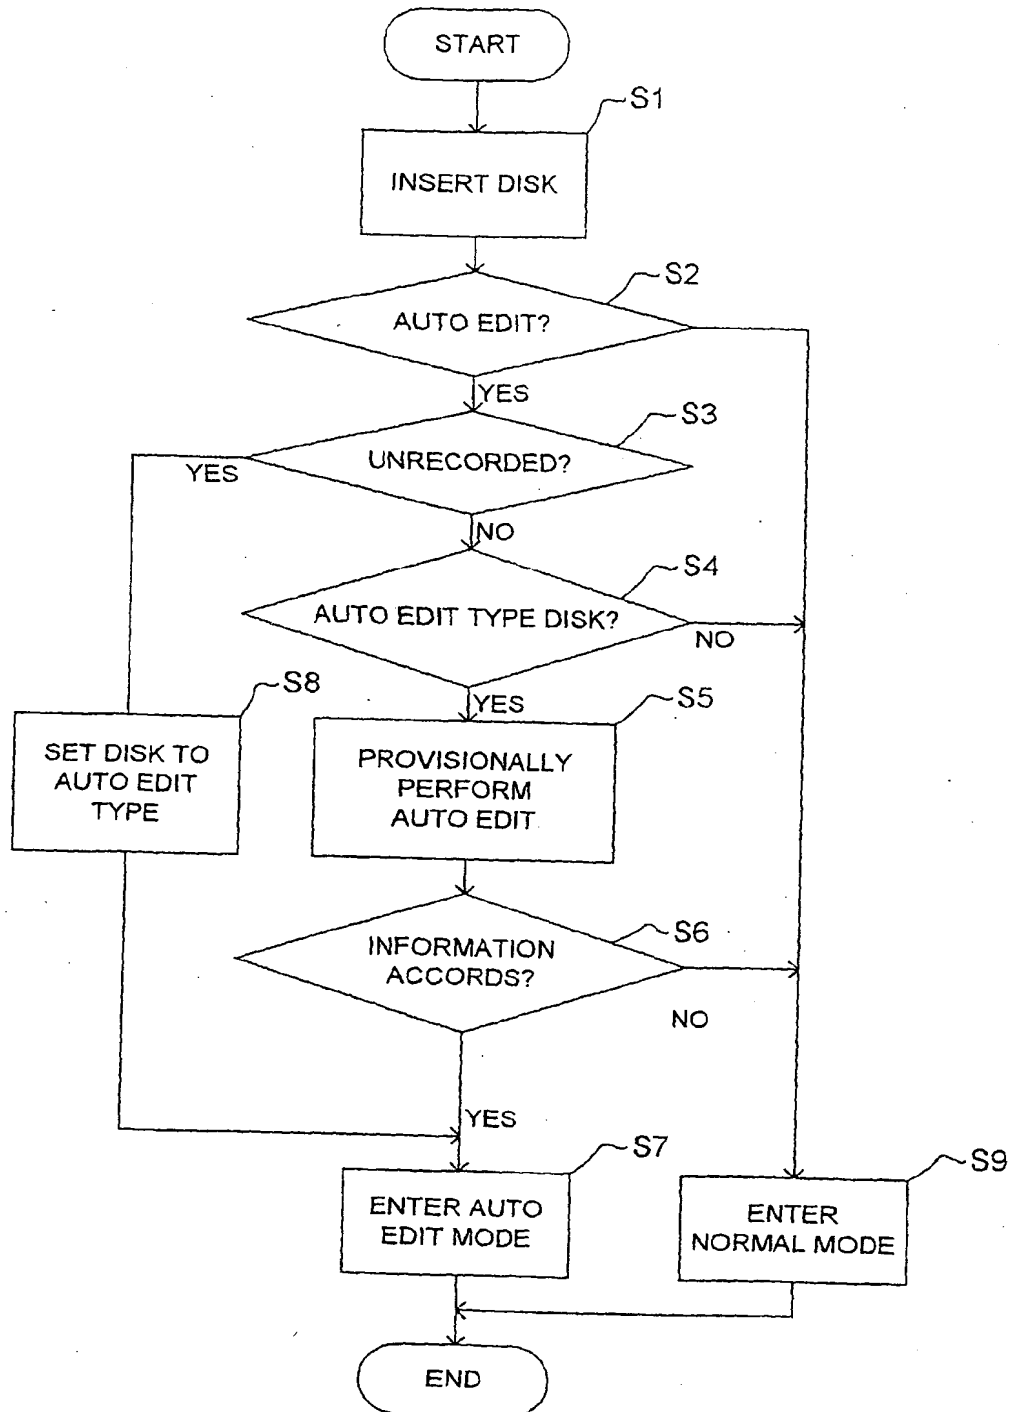 START
S1
INSERT DISK
S2
AUTO EDIT?
YES
S3
UNRECORDED?
YES
NO
S4
AUTO EDIT TYPE DISK?
NO
YES
S8
SET DISK TO
AUTO EDIT
TYPE
S5
PROVISIONALLY
PERFORM
AUTO EDIT
S6
INFORMATION
ACCORDS?
NO
YES
S7
ENTER AUTO
EDIT MODE
S9
ENTER
NORMAL MODE
END